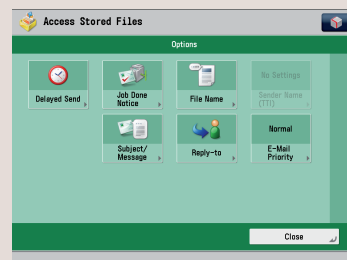 Access Stored Files
Options
Delayed Send
Job Done
Notice
File Name
No Settings
Sender Name
(TTI)
Subject/
Message
Reply-to
Normal
E-Mail
Priority
Close